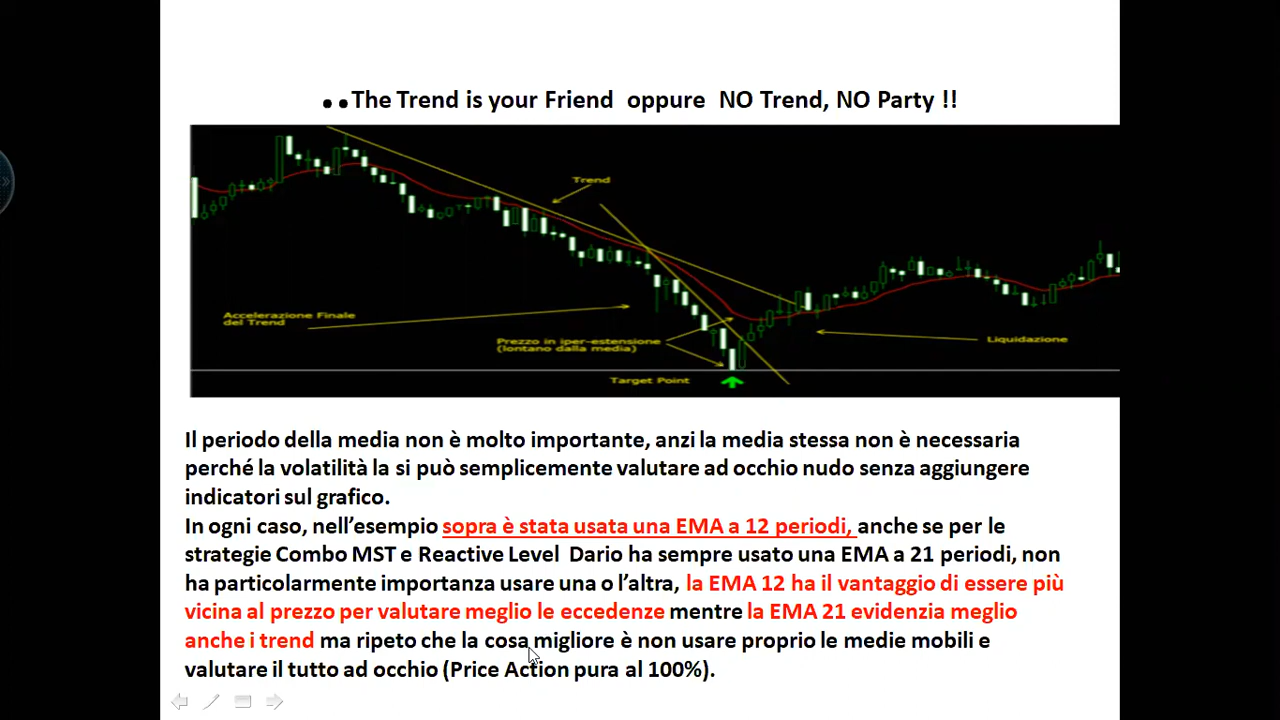 ..The Trend is your Friend oppure NO Trend, NO Party !!
Trend
Accelerazione Finale
del Trend
Prezzo in iper-estensione
(lontano dalla media)
Liquidazione
Target Point
Il periodo della media non è molto importante, anzi la media stessa non è necessaria
perché la volatilità la si può semplicemente valutare ad occhio nudo senza aggiungere
indicatori sul grafico.
In ogni caso, nell’esempio sopra è stata usata una EMA a 12 periodi, anche se per le
strategie Combo MST e Reactive Level Dario ha sempre usato una EMA a 21 periodi, non
ha particolarmente importanza usare una o l’altra, la EMA 12 ha il vantaggio di essere più
vicina al prezzo per valutare meglio le eccedenze mentre la EMA 21 evidenzia meglio
anche i trend ma ripeto che la cosa migliore è non usare proprio le medie mobili e
valutare il tutto ad occhio (Price Action pura al 100%).